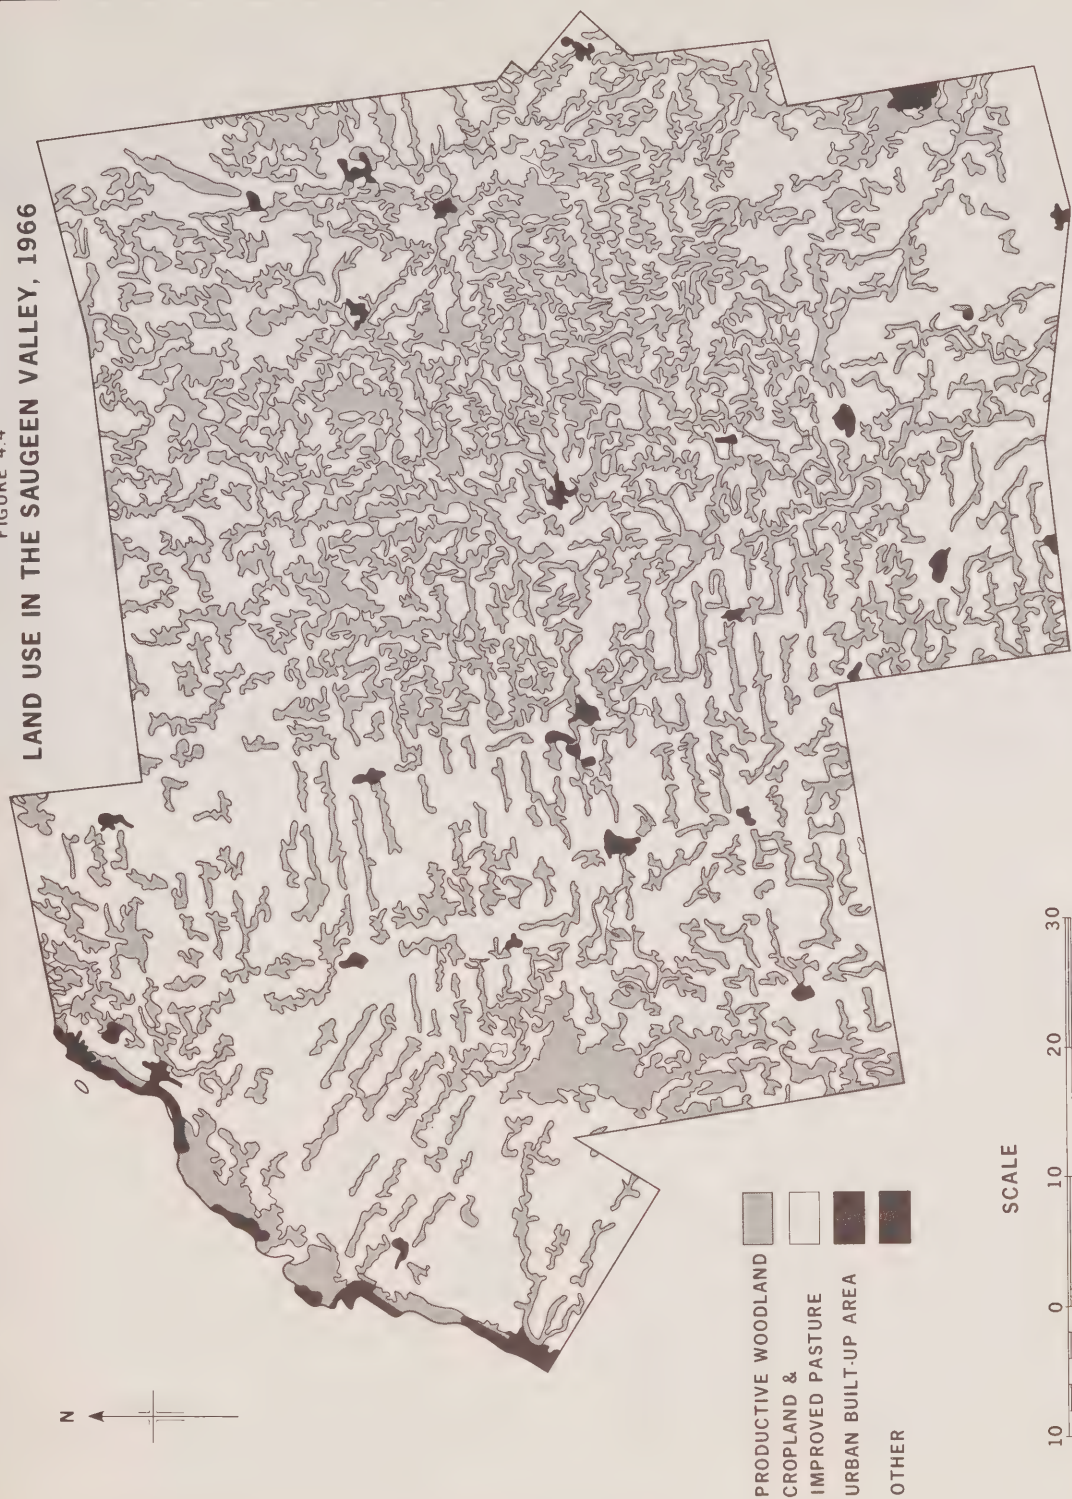 FIGURE 4.4
LAND USE IN THE SAUGEEN VALLEY, 1966
N
PRODUCTIVE WOODLAND
CROPLAND &
IMPROVED PASTURE
URBAN BUILT-UP AREA
OTHER
SCALE
10 0 10 20 30